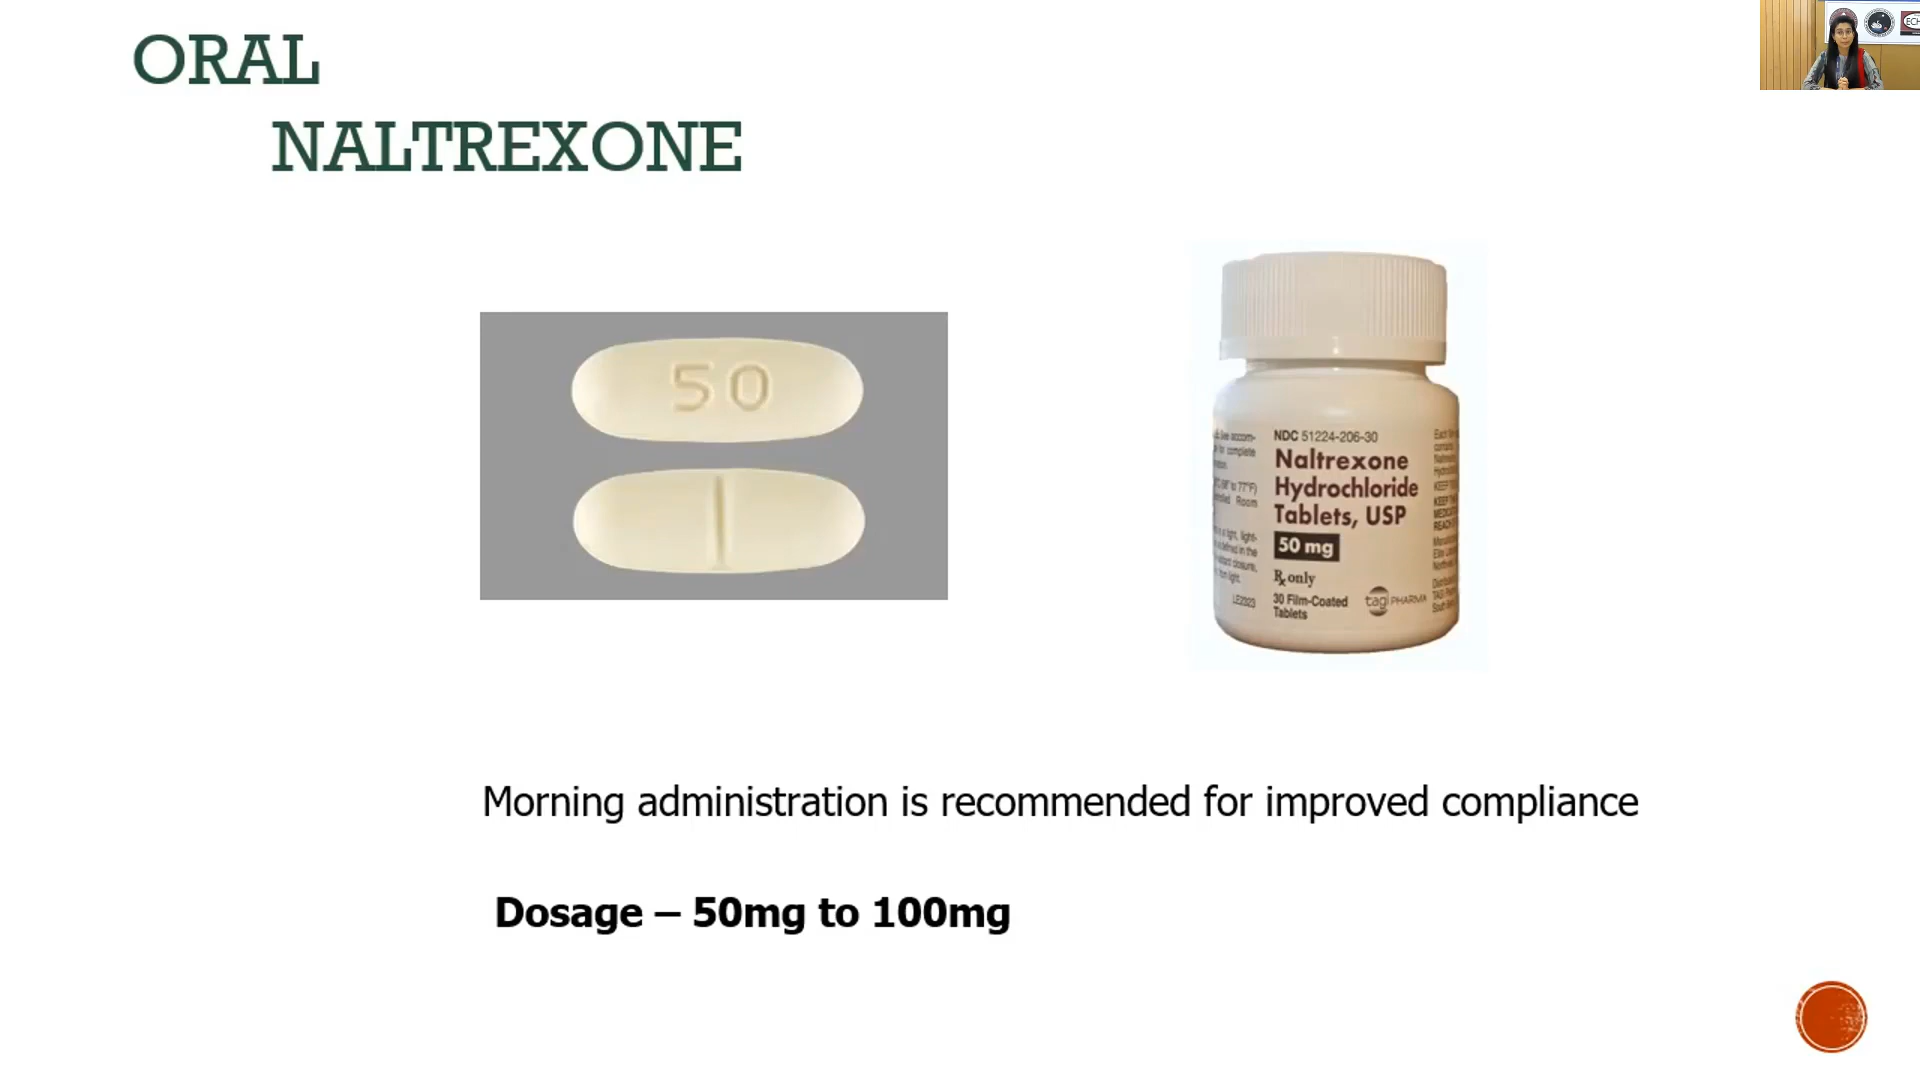 ORAL
NALTREXONE
50
NDC 51224-206-30
Naltrexone
Hydrochloride
Tablets, USP
50 mg
Rx only
30 Film-Coated
Tablets
tagi PHARMA
LE2023
Morning administration is recommended for improved compliance
Dosage – 50mg to 100mg